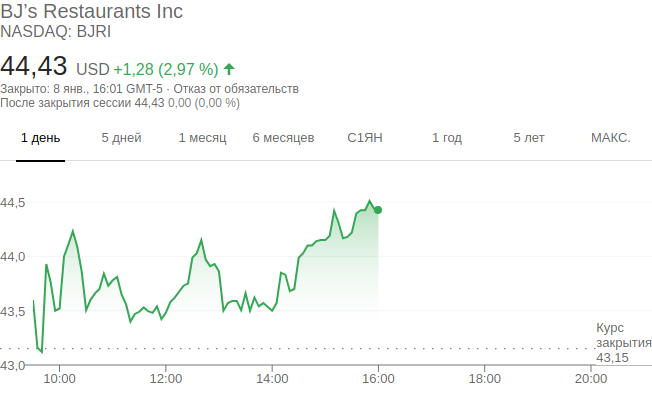 BJ's Restaurants Inc
NASDAQ: BJRI
44,43 USD +1,28 (2,97 %)
Закрыто: 8 янв., 16:01 GMT-5 · Отказ от обязательств
После закрытия сессии 44,43 0,00 (0,00 %)
1 день 5 дней 1 месяц 6 месяцев С1ЯН 1 год 5 лет МАКС.
44,5
44,0
43,5
Курс
закрытия
43,15
43,0
10:00 12:00 14:00 16:00 18:00 20:00